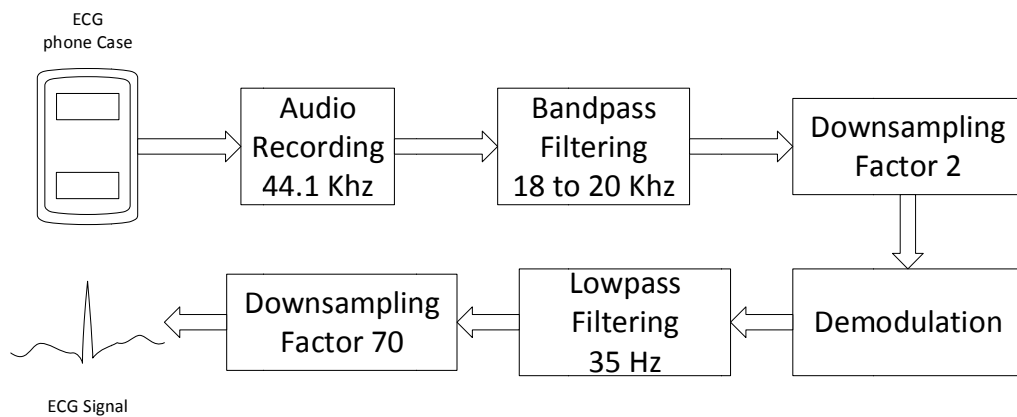 ECG
phone Case
Audio
Recording
44.1 Khz
Bandpass
Filtering
18 to 20 Khz
Downsampling
Factor 2
Demodulation
Lowpass
Filtering
35 Hz
Downsampling
Factor 70
ECG Signal